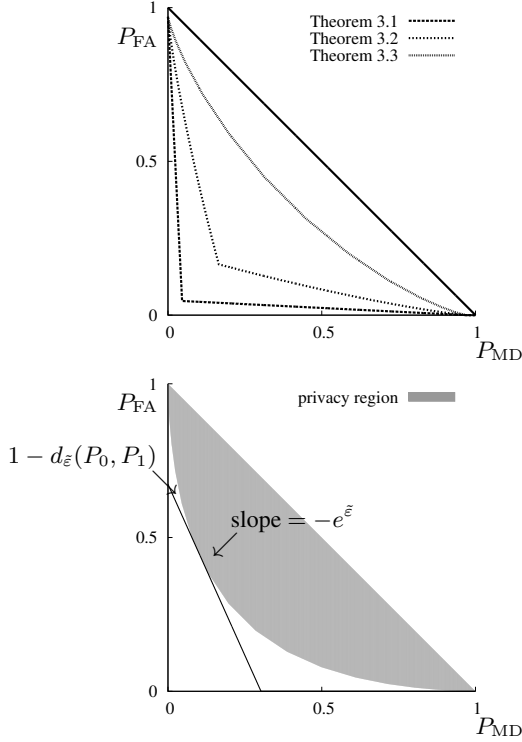 1
P_FA
Theorem 3.1
Theorem 3.2
Theorem 3.3
0.5
0
0 0.5 1
P_MD
1
P_FA
privacy region
1 − d_ε̃(P_0, P_1)
slope = −e^ε̃
0.5
0
0 0.5 1
P_MD